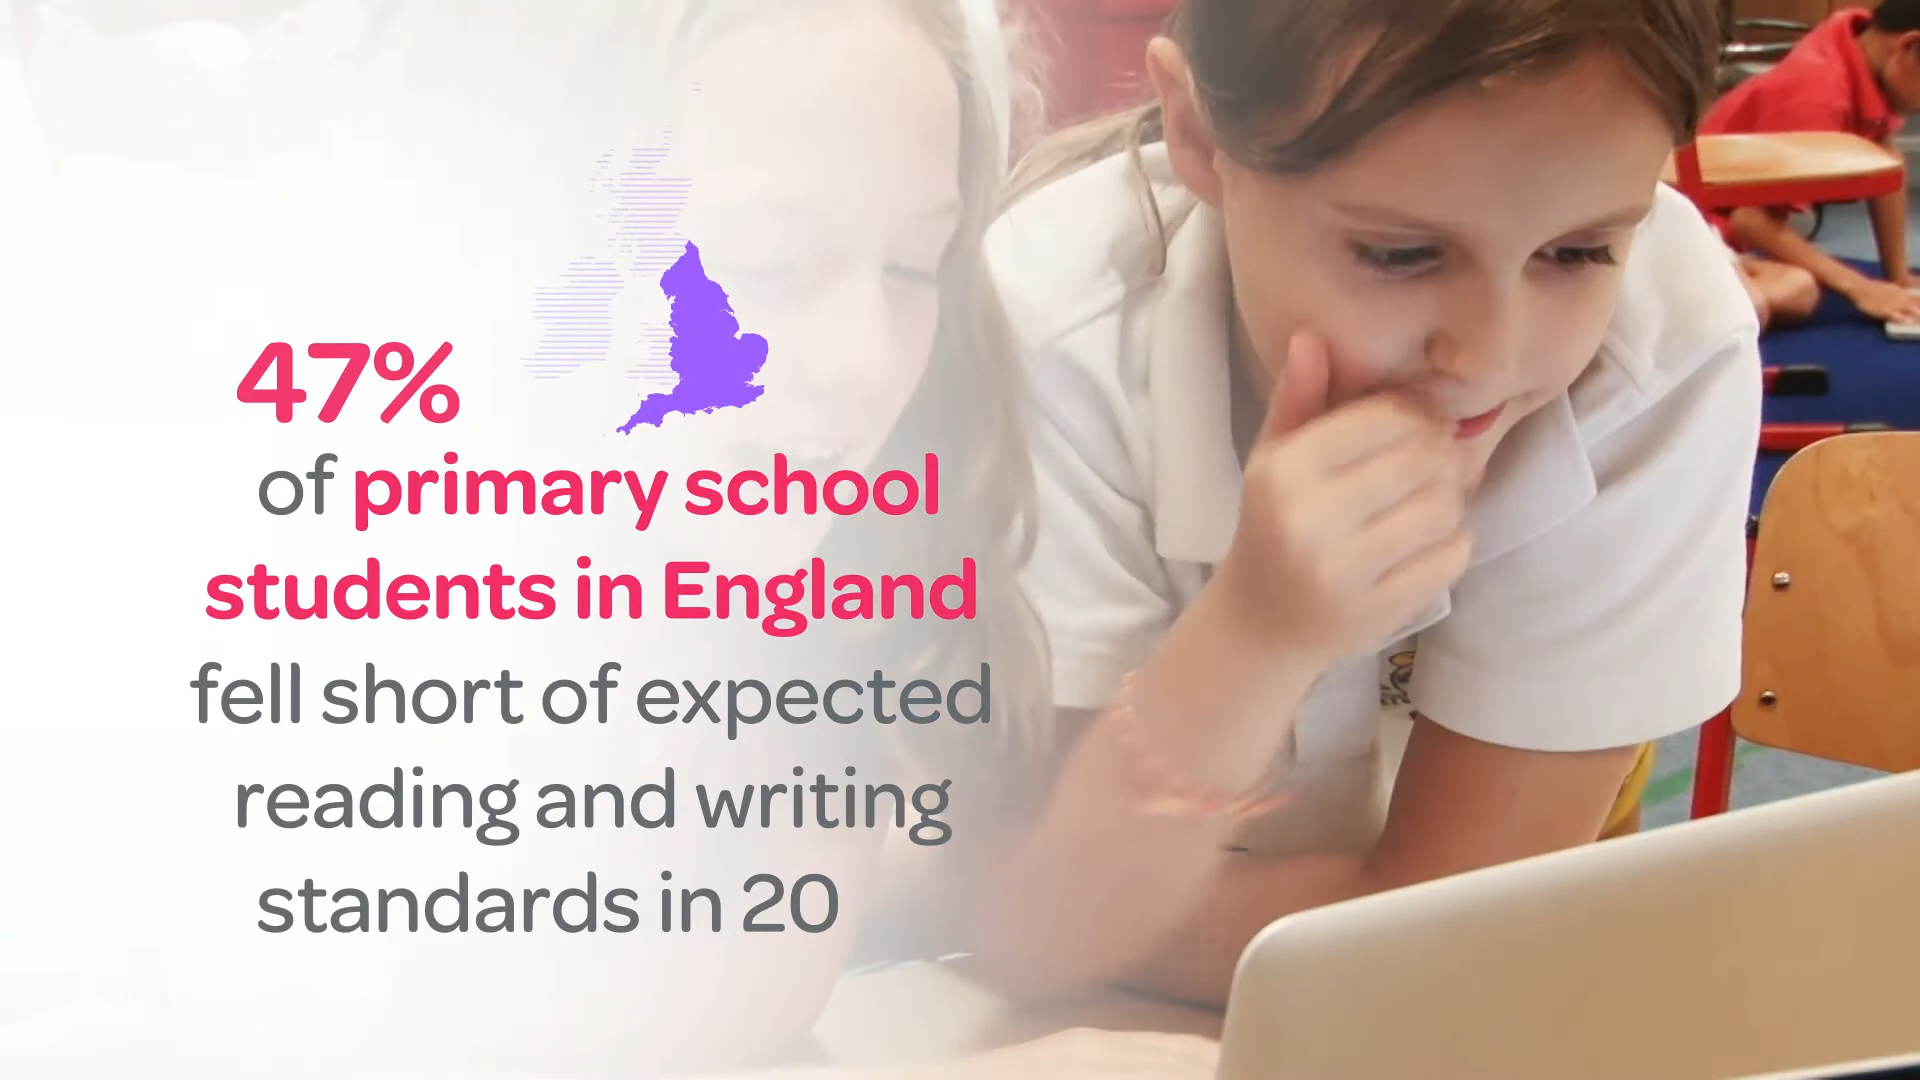 47%
of primary school
students in England
fell short of expected
reading and writing
standards in 20